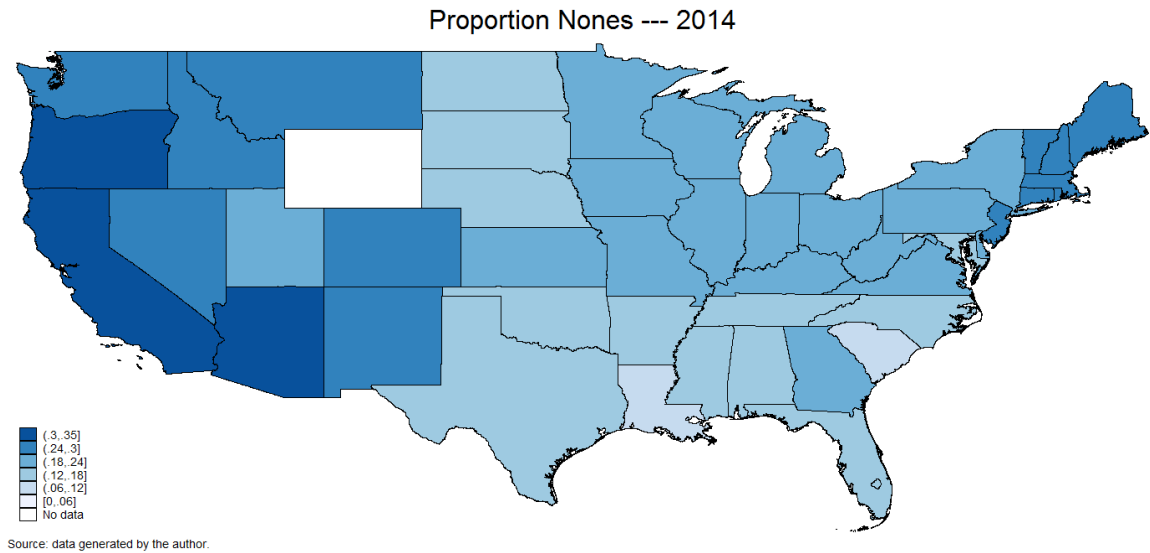 Proportion Nones --- 2014
(.3,.35]
(.24,.3]
(.18,.24]
(.12,.18]
(.06,.12]
[0,.06]
No data
Source: data generated by the author.